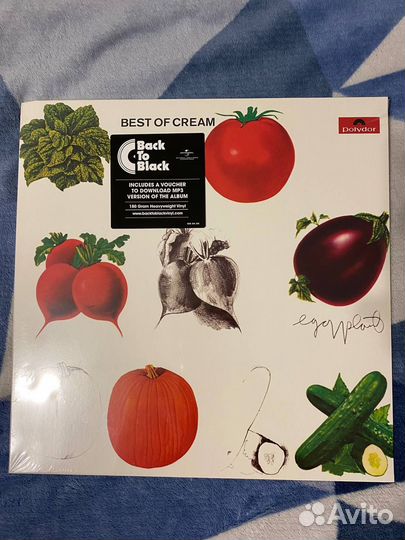 BEST OF CREAM
Polydor
Back
To
Black
INCLUDES A VOUCHER
TO DOWNLOAD MP3
VERSION OF THE ALBUM
180 Gram Heavyweight Vinyl
www.backtoblackvinyl.com
eggplant
Avito